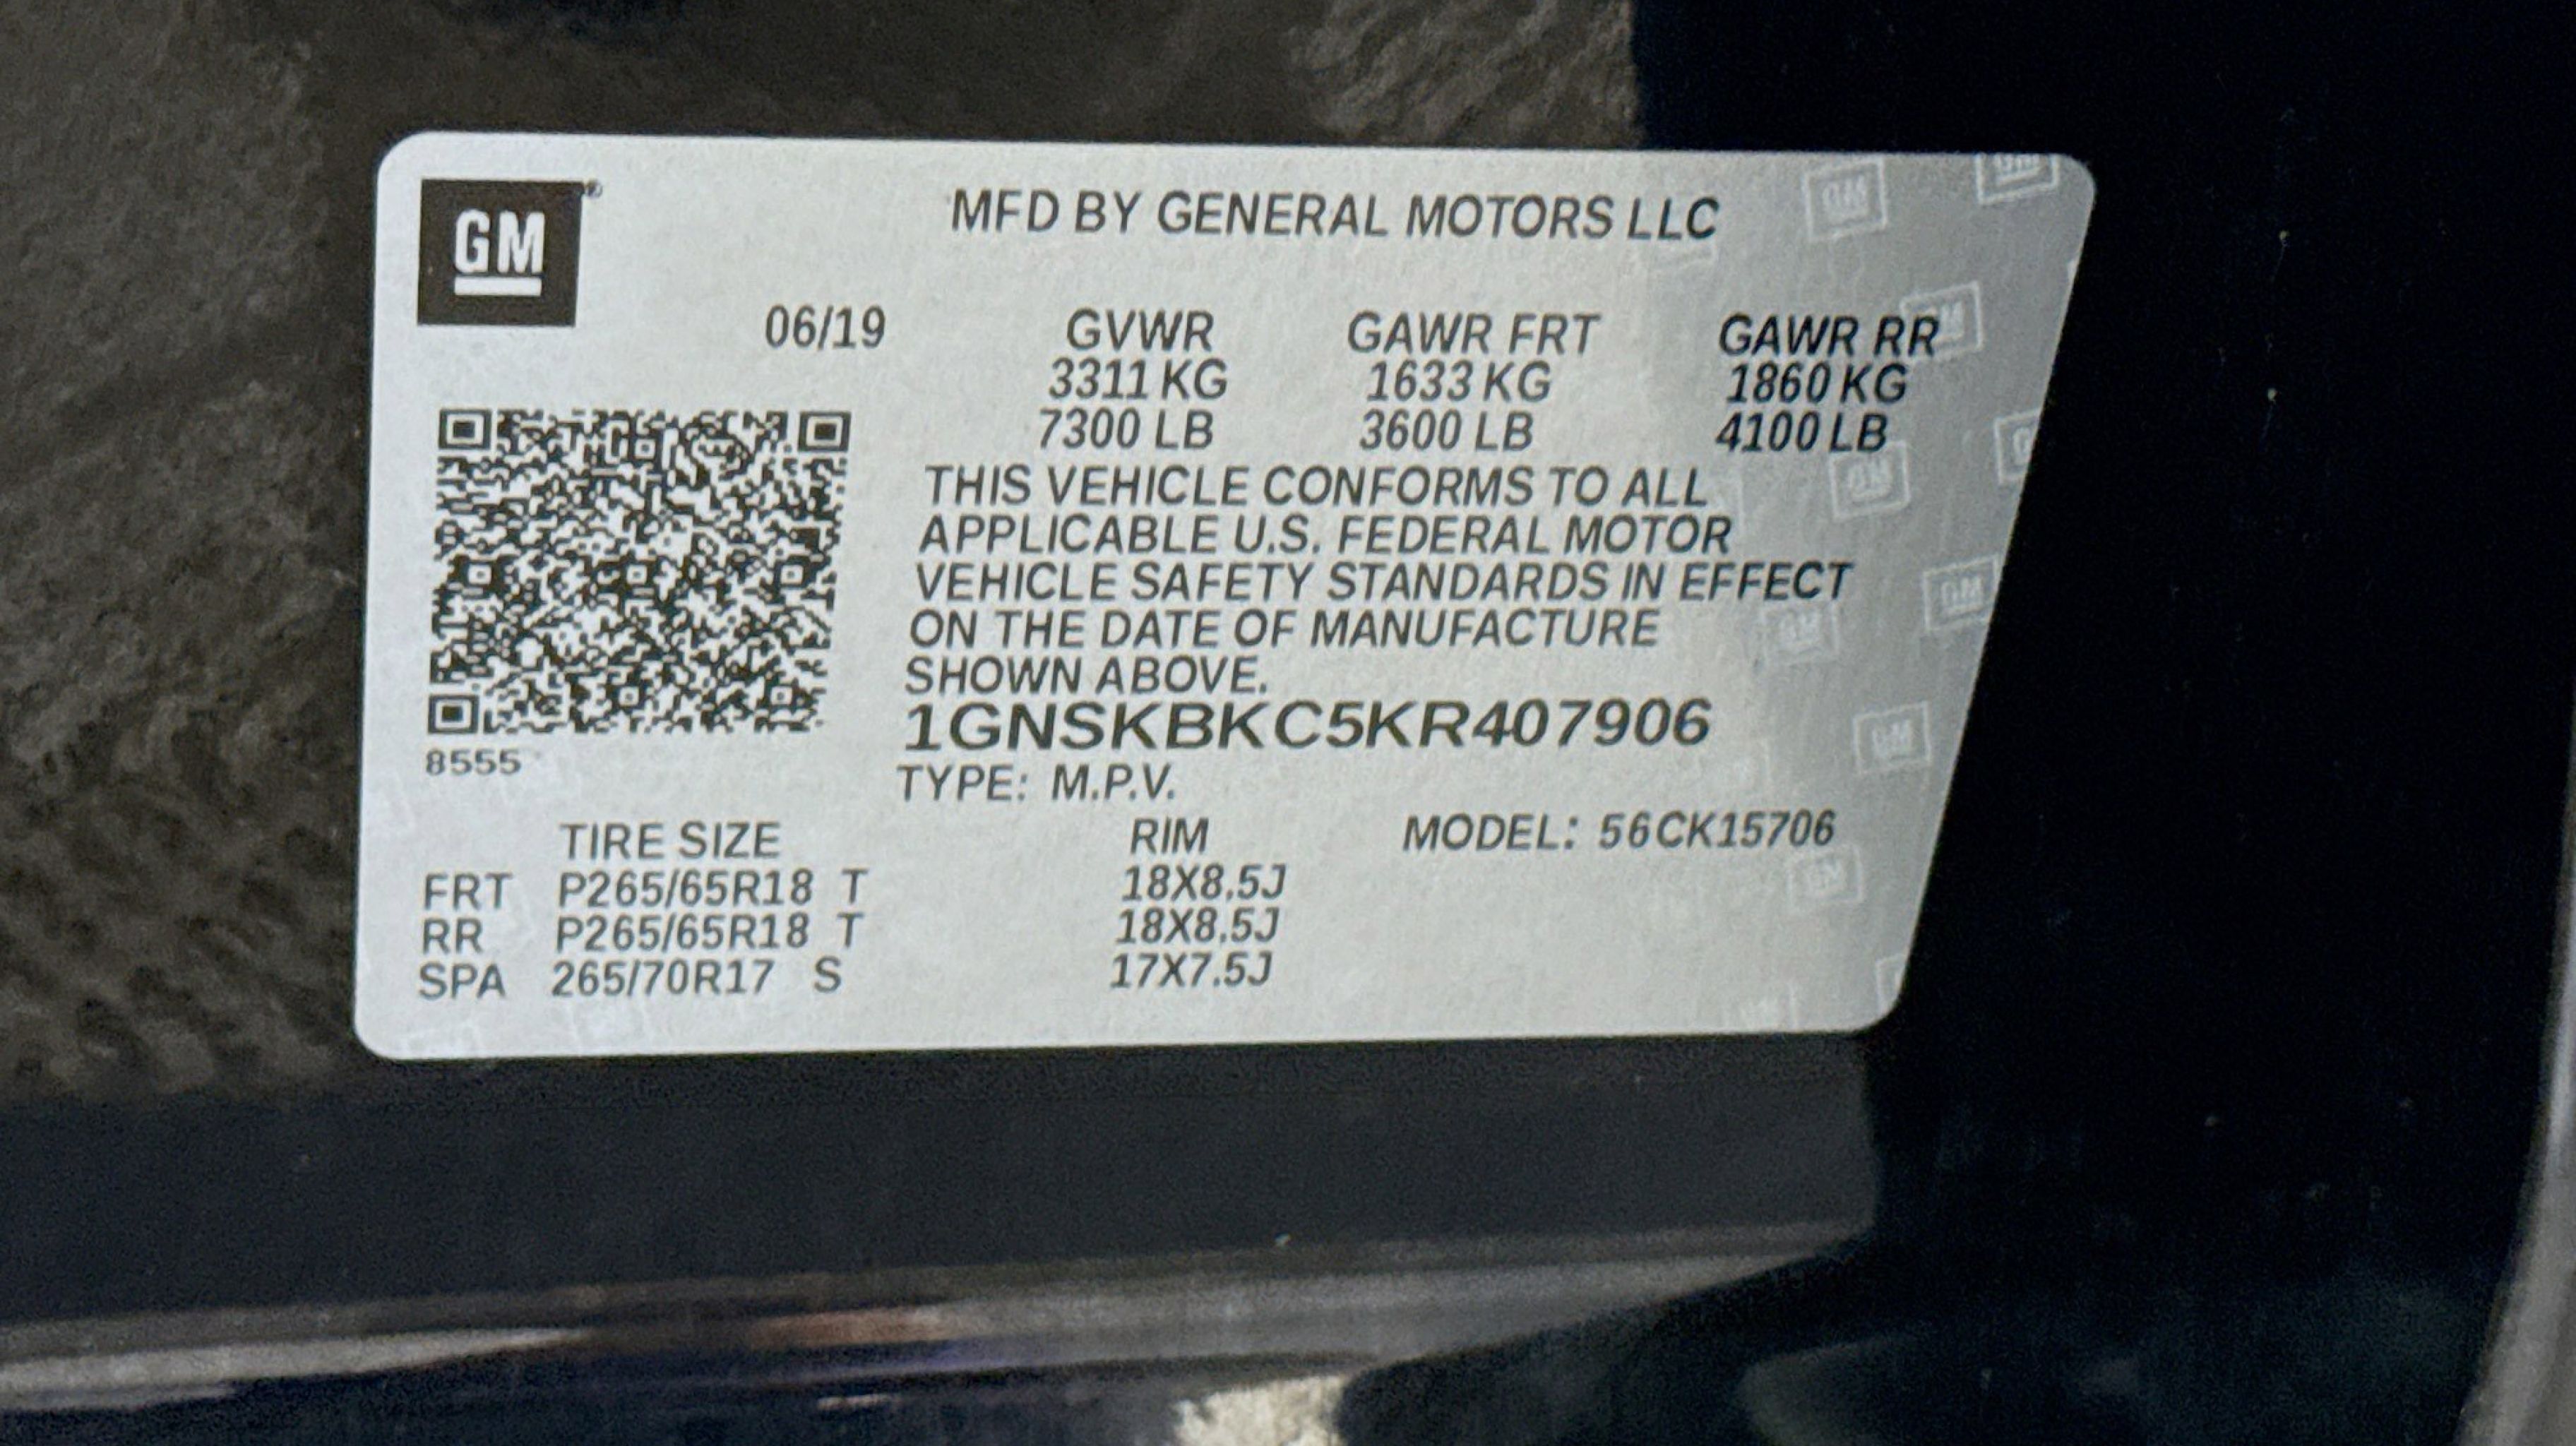 GM
MFD BY GENERAL MOTORS LLC
06/19 GVWR GAWR FRT GAWR RR
3311 KG 1633 KG 1860 KG
7300 LB 3600 LB 4100 LB
THIS VEHICLE CONFORMS TO ALL
APPLICABLE U.S. FEDERAL MOTOR
VEHICLE SAFETY STANDARDS IN EFFECT
ON THE DATE OF MANUFACTURE
SHOWN ABOVE.
1GNSKBKC5KR407906
8555
TYPE: M.P.V.
TIRE SIZE RIM MODEL: 56CK15706
FRT P265/65R18 T 18X8.5J
RR P265/65R18 T 18X8.5J
SPA 265/70R17 S 17X7.5J